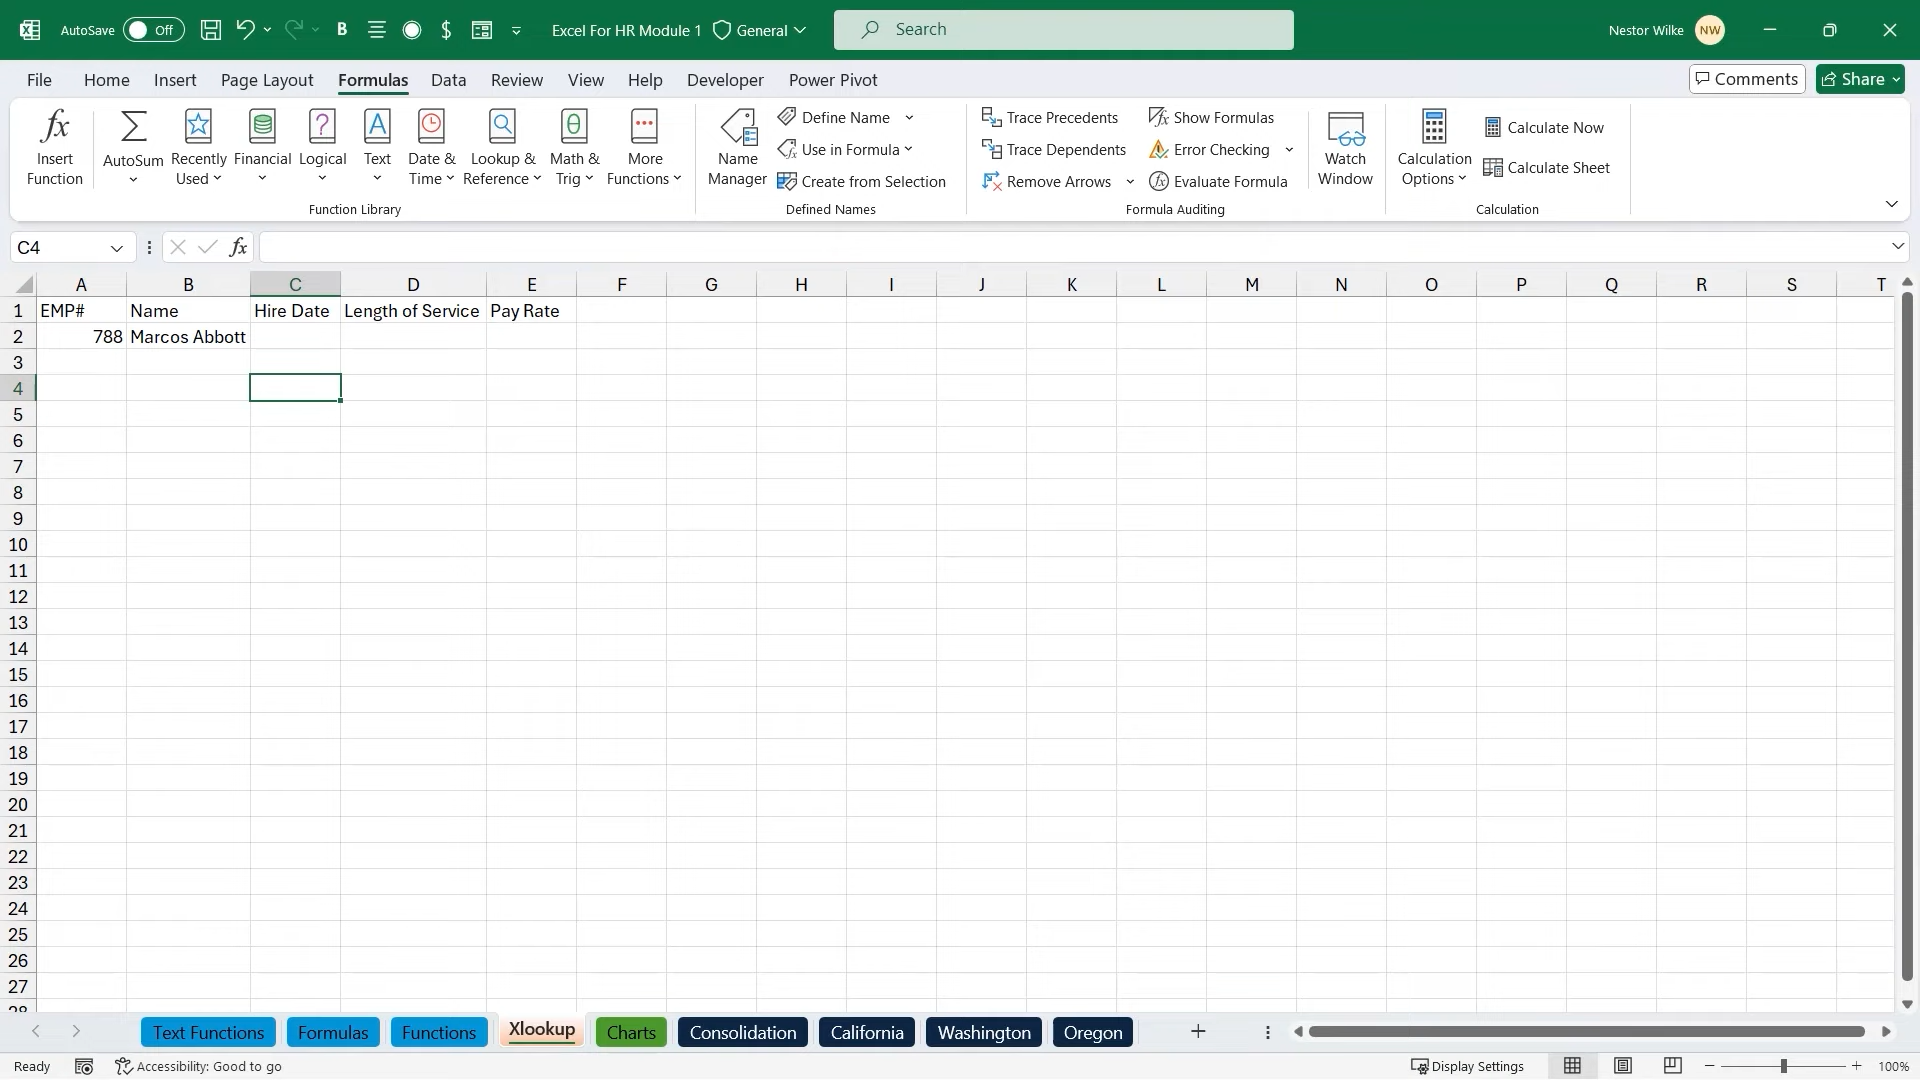 AutoSave Off B $ Excel For HR Module 1 General Search Nestor Wilke NW
File Home Insert Page Layout Formulas Data Review View Help Developer Power Pivot Comments Share
fx Insert Function
AutoSum
Recently Used
Financial
Logical
Text
Date & Time
Lookup & Reference
Math & Trig
More Functions
Function Library
Name Manager
Define Name
Use in Formula
Create from Selection
Defined Names
Trace Precedents
Trace Dependents
Remove Arrows
Show Formulas
Error Checking
Evaluate Formula
Formula Auditing
Watch Window
Calculation Options
Calculate Now
Calculate Sheet
Calculation
C4 fx
A B C D E F G H I J K L M N O P Q R S T
1 EMP# Name Hire Date Length of Service Pay Rate
2 788 Marcos Abbott
3
4
5
6
7
8
9
10
11
12
13
14
15
16
17
18
19
20
21
22
23
24
25
26
27
28
Text Functions Formulas Functions Xlookup Charts Consolidation California Washington Oregon
Ready Accessibility: Good to go Display Settings 100%